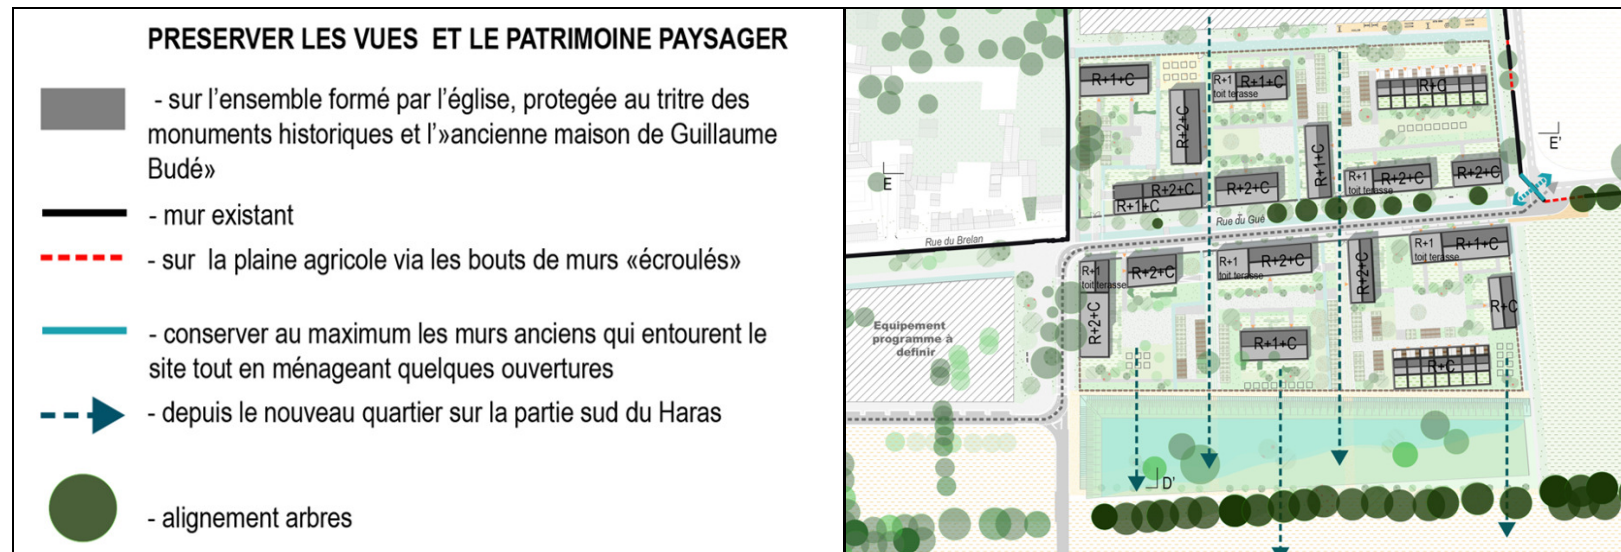 PRESERVER LES VUES ET LE PATRIMOINE PAYSAGER
- sur l’ensemble formé par l’église, protegée au tritre des
monuments historiques et l’»ancienne maison de Guillaume
Budé»
- mur existant
- sur la plaine agricole via les bouts de murs «écroulés»
- conserver au maximum les murs anciens qui entourent le
site tout en ménageant quelques ouvertures
- depuis le nouveau quartier sur la partie sud du Haras
- alignement arbres
R+1+C
R+1
toit terasse
R+1+C
R+C
R+2+C
R+1+C
E'
E
R+2+C
R+1+C
R+2+C
R+1
toit terasse
R+2+C
R+2+C
Rue du Gué
Rue du Brelan
R+1
toit terasse
R+2+C
R+1
toit terasse
R+2+C
R+2+C
R+1
toit terasse
R+1+C
R+2+C
R+C
Equipement
programme à
définir
R+1+C
R+C
D'